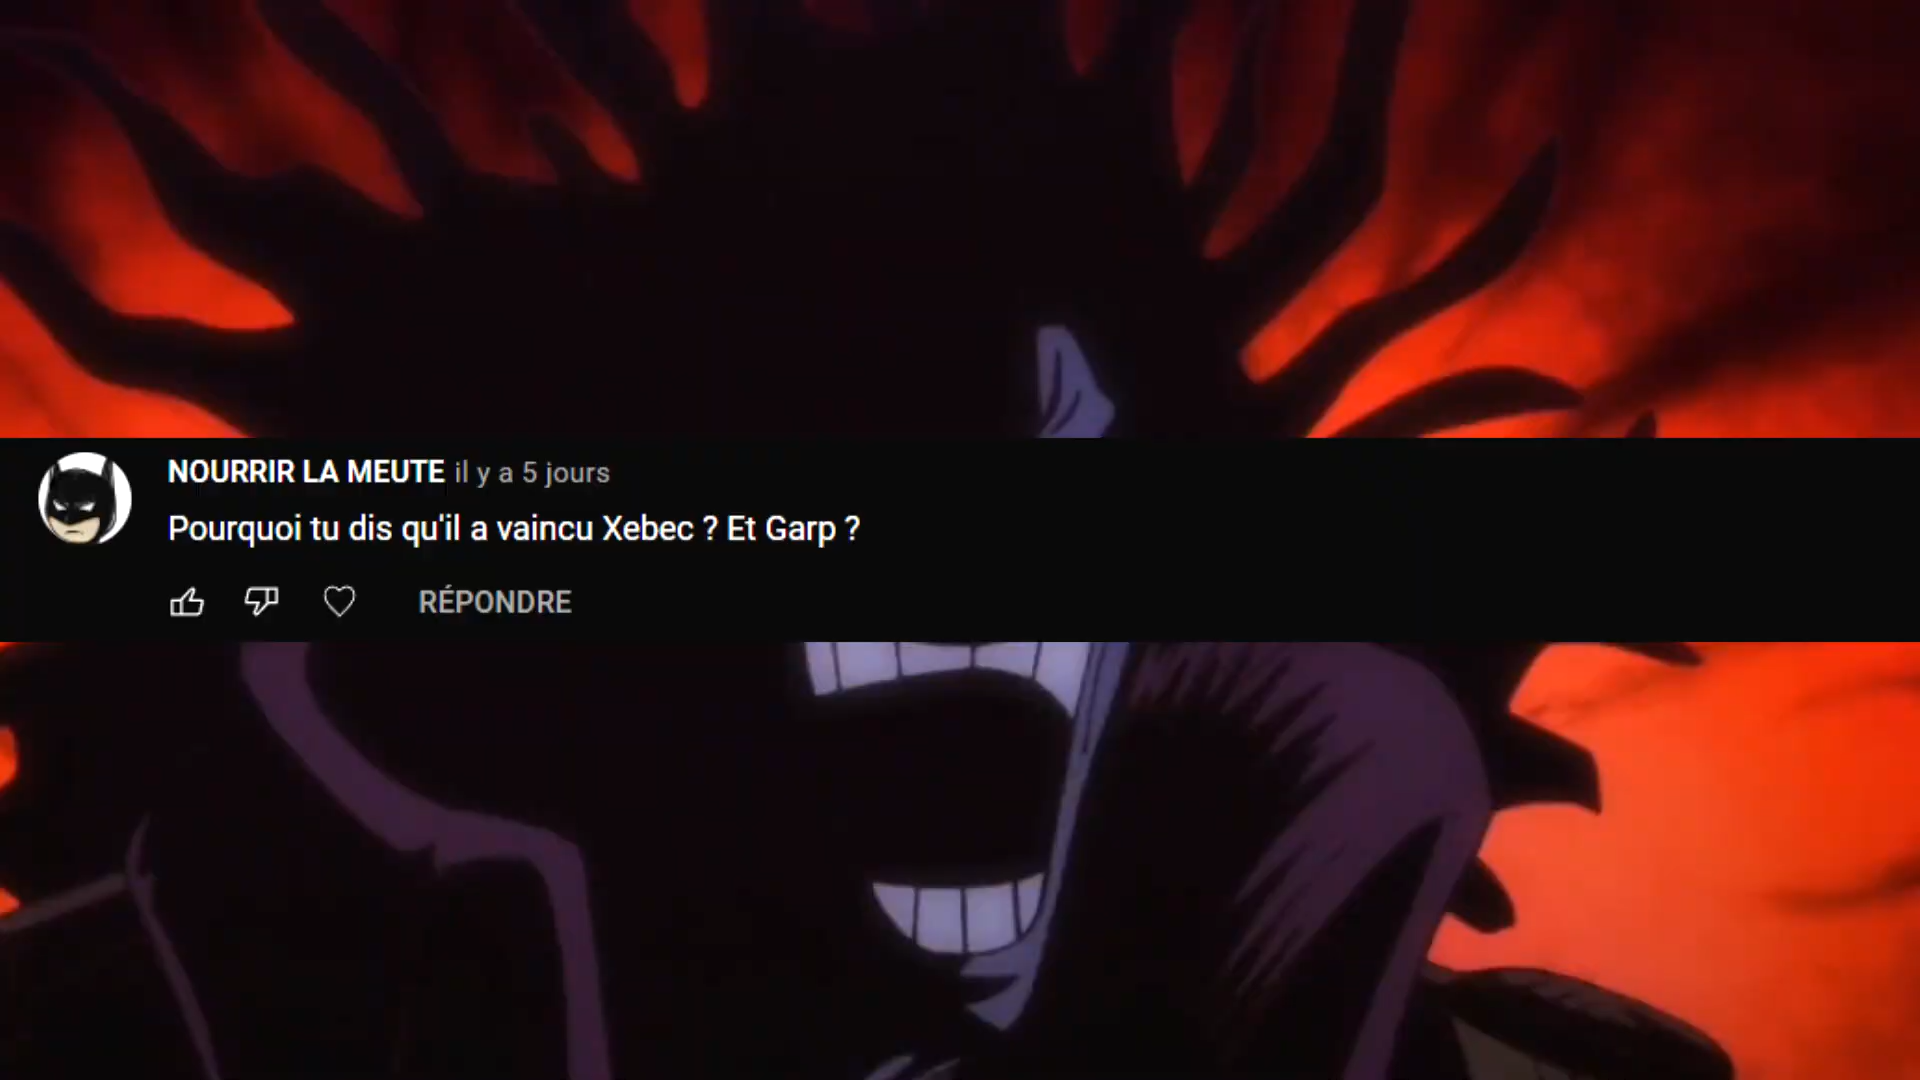 NOURRIR LA MEUTE il y a 5 jours
Pourquoi tu dis qu'il a vaincu Xebec ? Et Garp ?
RÉPONDRE